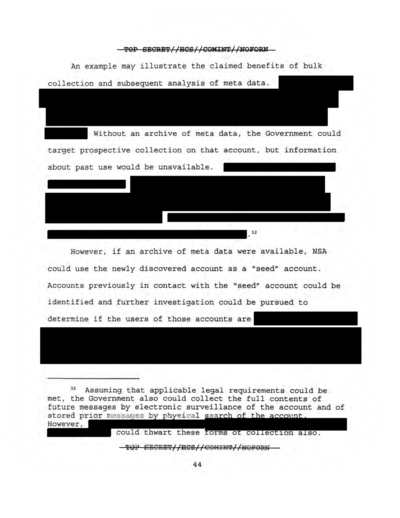 TOP SECRET//HCS//COMINT//NOFORN
An example may illustrate the claimed benefits of bulk
collection and subsequent analysis of meta data.
Without an archive of meta data, the Government could
target prospective collection on that account, but information
about past use would be unavailable.
.32
However, if an archive of meta data were available, NSA
could use the newly discovered account as a "seed" account.
Accounts previously in contact with the "seed" account could be
identified and further investigation could be pursued to
determine if the users of those accounts are
32 Assuming that applicable legal requirements could be
met, the Government also could collect the full contents of
future messages by electronic surveillance of the account and of
stored prior messages by physical search of the account.
However,
could thwart these forms of collection also.
TOP SECRET//HCS//COMINT//NOFORN
44